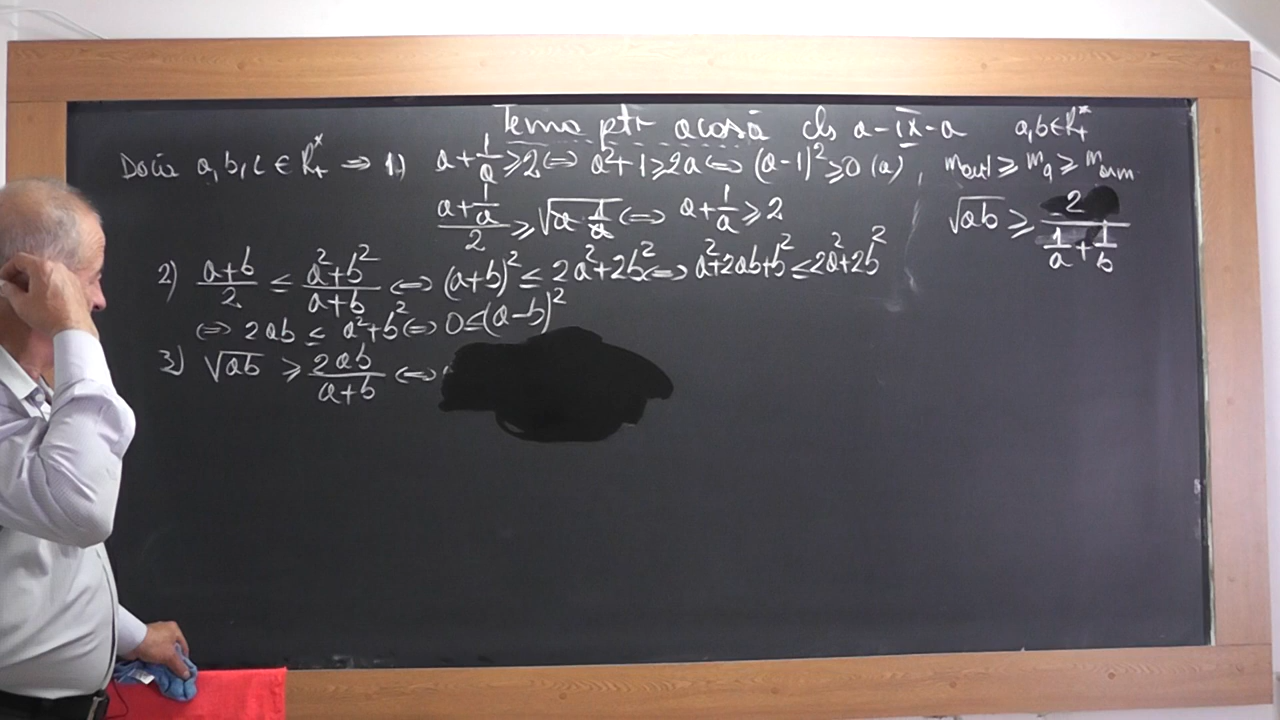 Tema ptr acasă cls a-IX-a a,b∈R₊*
Dacă a,b,c ∈ R₊* ⇒ 1) a+1/a ≥ 2 ⇔ a²+1 ≥ 2a ⇔ (a-1)² ≥ 0 (a), m_aritm ≥ m_g ≥ m_arm
(a+1/a)/2 ≥ √(a·1/a) ⇔ a+1/a ≥ 2 √ab ≥ 2/(1/a+1/b)
2) (a+b)/2 ≤ (a²+b²)/(a+b) ⇔ (a+b)² ≤ 2a²+2b² ⇔ a²+2ab+b² ≤ 2a²+2b²
⇔ 2ab ≤ a²+b² ⇔ 0 ≤ (a-b)²
3) √ab ≥ 2ab/(a+b) ⇔